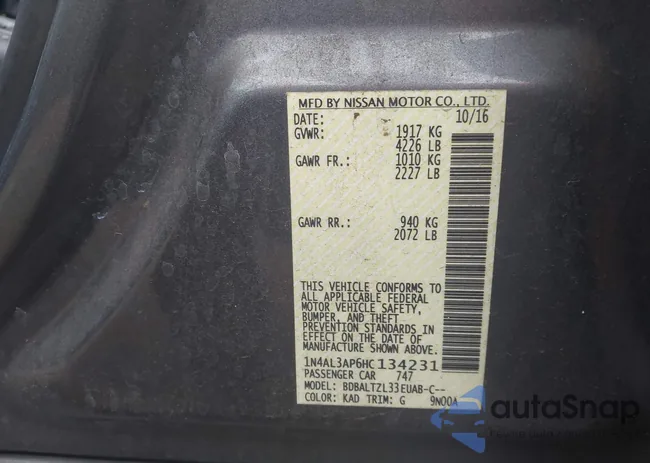 MFD BY NISSAN MOTOR CO., LTD.
DATE: 10/16
GVWR: 1917 KG
4226 LB
GAWR FR.: 1010 KG
2227 LB
GAWR RR.: 940 KG
2072 LB
THIS VEHICLE CONFORMS TO
ALL APPLICABLE FEDERAL
MOTOR VEHICLE SAFETY,
BUMPER, AND THEFT
PREVENTION STANDARDS IN
EFFECT ON THE DATE OF
MANUFACTURE SHOWN ABOVE.
1N4AL3AP6HC134231
PASSENGER CAR 747
MODEL: BDBALTZL33EUAB-C--
COLOR: KAD TRIM: G 9N00A
autoSnap